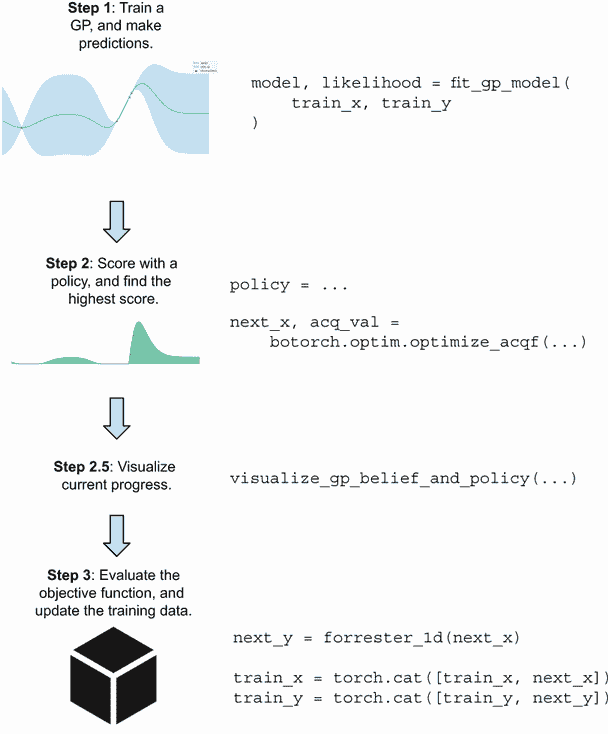 Step 1: Train a
GP, and make
predictions.
model, likelihood = fit_gp_model(
    train_x, train_y
)
Step 2: Score with a
policy, and find the
highest score.
policy = ...
next_x, acq_val =
    botorch.optim.optimize_acqf(...)
Step 2.5: Visualize
current progress.
visualize_gp_belief_and_policy(...)
Step 3: Evaluate the
objective function, and
update the training data.
next_y = forrester_1d(next_x)
train_x = torch.cat([train_x, next_x])
train_y = torch.cat([train_y, next_y])